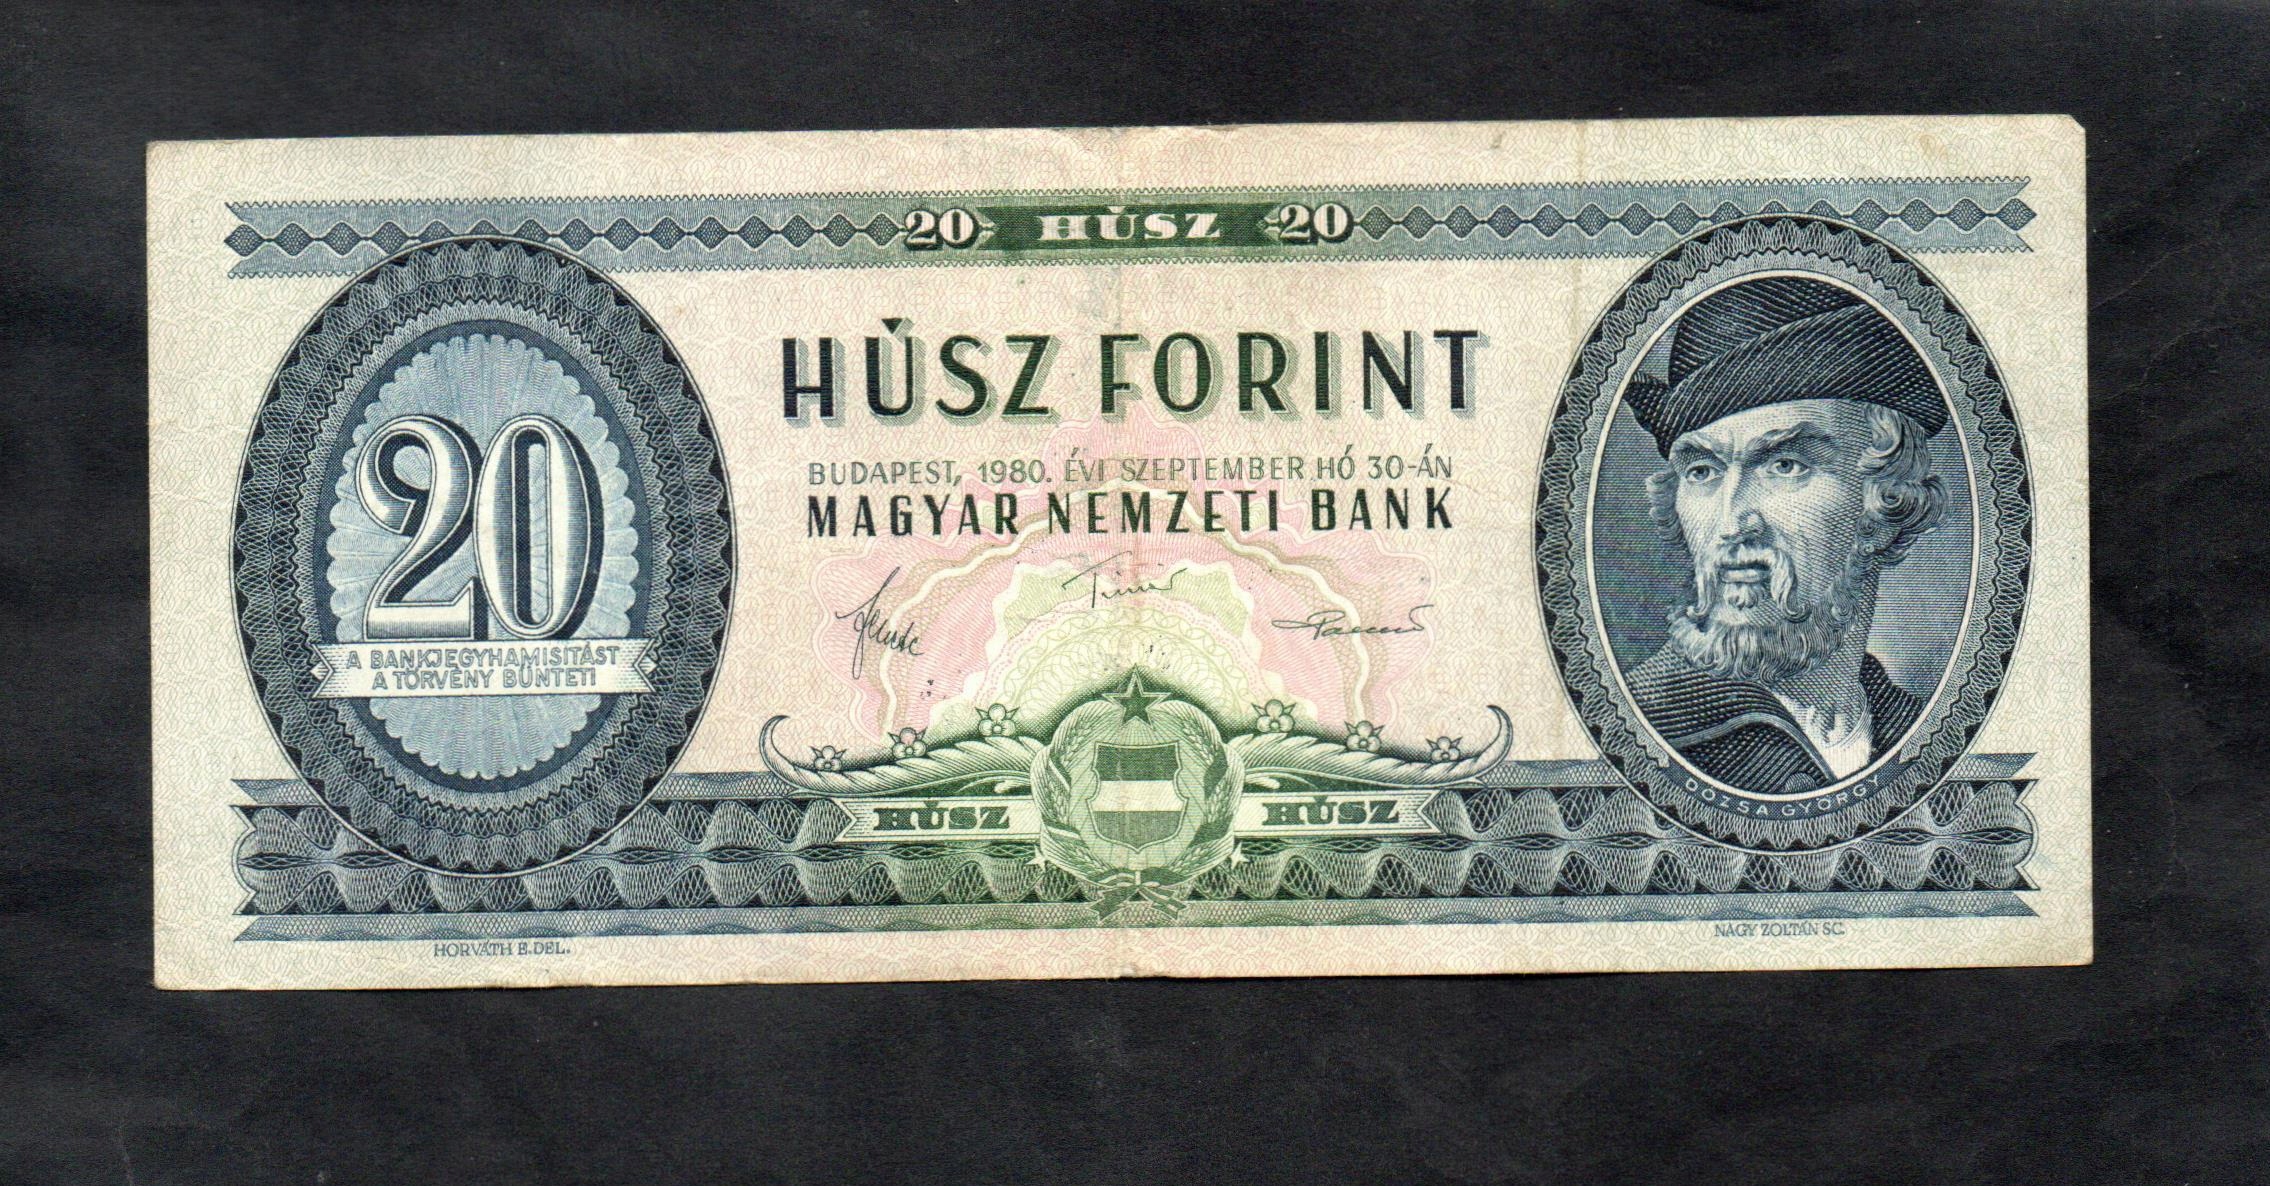 20 HÚSZ 20
HÚSZ FORINT
BUDAPEST, 1980. ÉVI SZEPTEMBER HÓ 30-ÁN
MAGYAR NEMZETI BANK
20
A BANKJEGYHAMISITÁST
A TÖRVÉNY BÜNTETI
HÚSZ HÚSZ
DÓZSA GYÖRGY
HORVÁTH E. DEL.
NAGY ZOLTÁN SC.